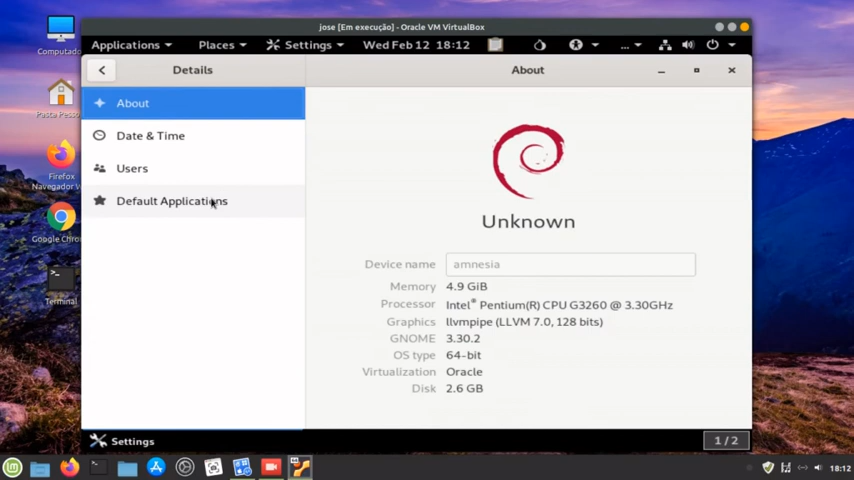 jose [Em execução] - Oracle VM VirtualBox
Applications Places Settings Wed Feb 12 18:12 ...
Details About
About
Date & Time
Users
Default Applications
Unknown
Device name amnesia
Memory 4.9 GiB
Processor Intel® Pentium(R) CPU G3260 @ 3.30GHz
Graphics llvmpipe (LLVM 7.0, 128 bits)
GNOME 3.30.2
OS type 64-bit
Virtualization Oracle
Disk 2.6 GB
Settings 1 / 2
Computado
Pasta Pesso
Firefox
Navegador
Google Chro
Terminal
18:12